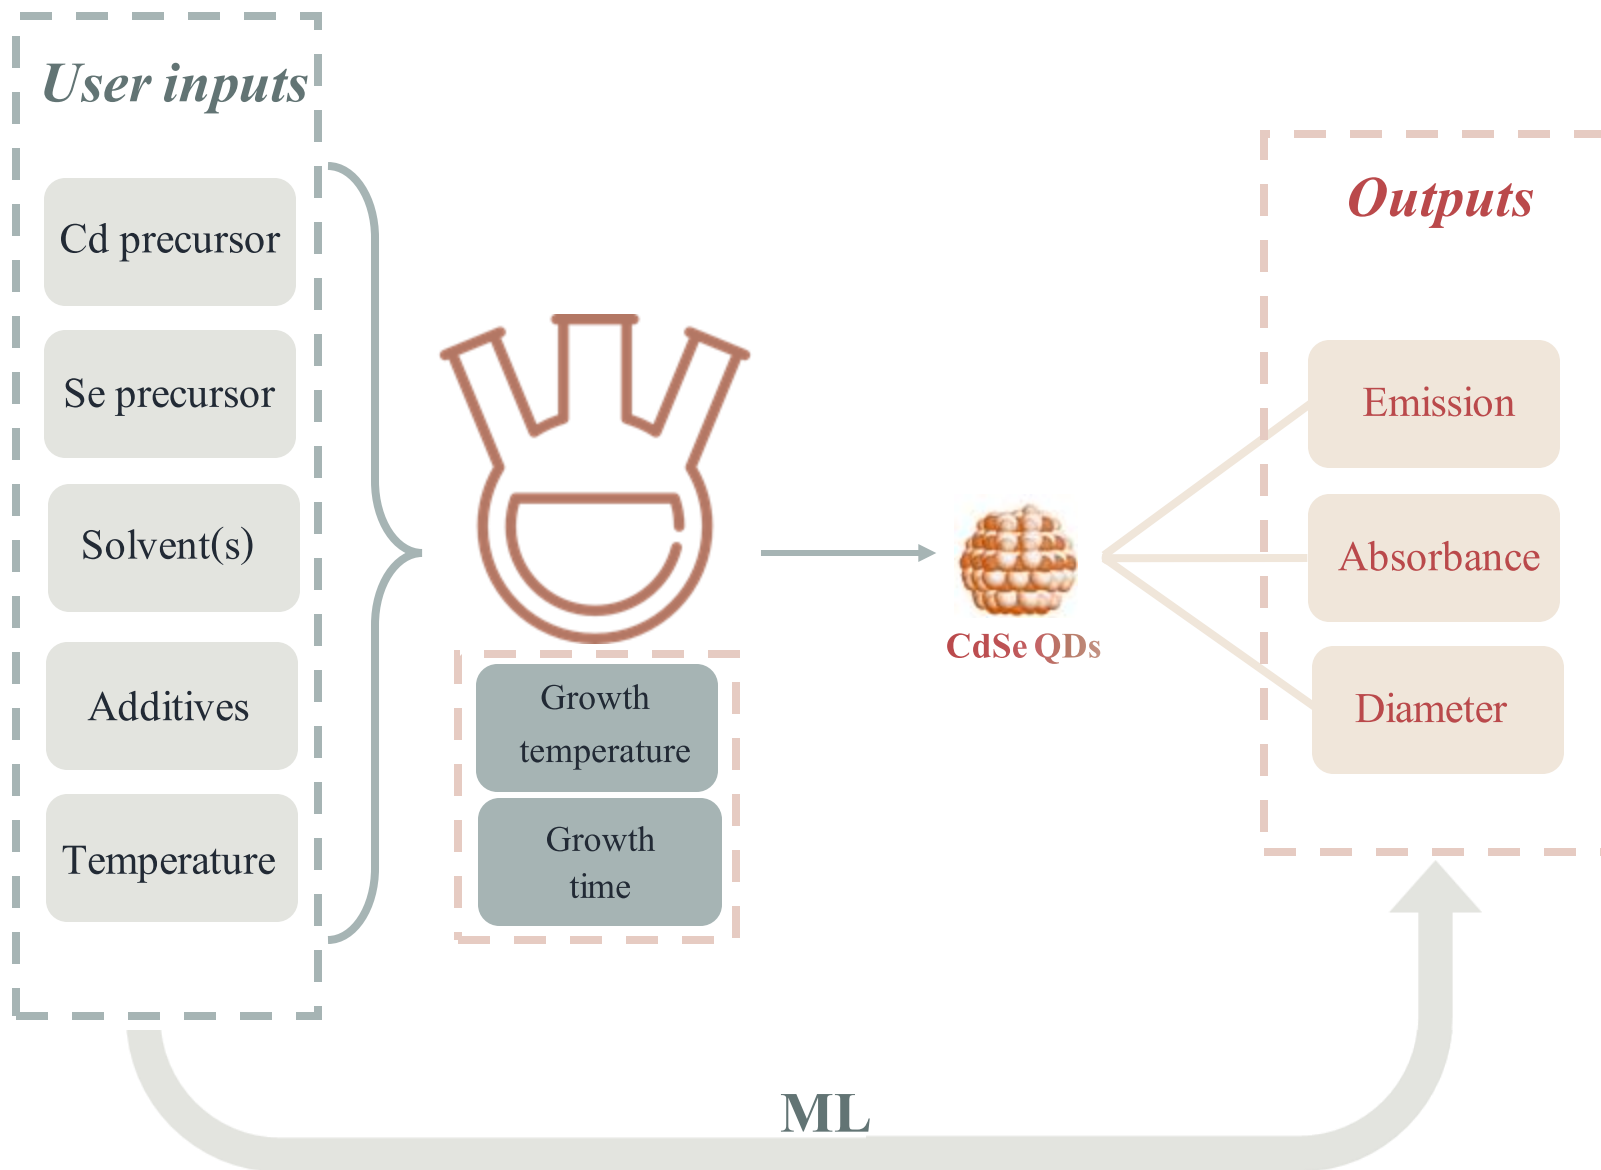 User inputs
Cd precursor
Se precursor
Solvent(s)
Additives
Temperature
Growth
temperature
Growth
time
CdSe QDs
Outputs
Emission
Absorbance
Diameter
ML